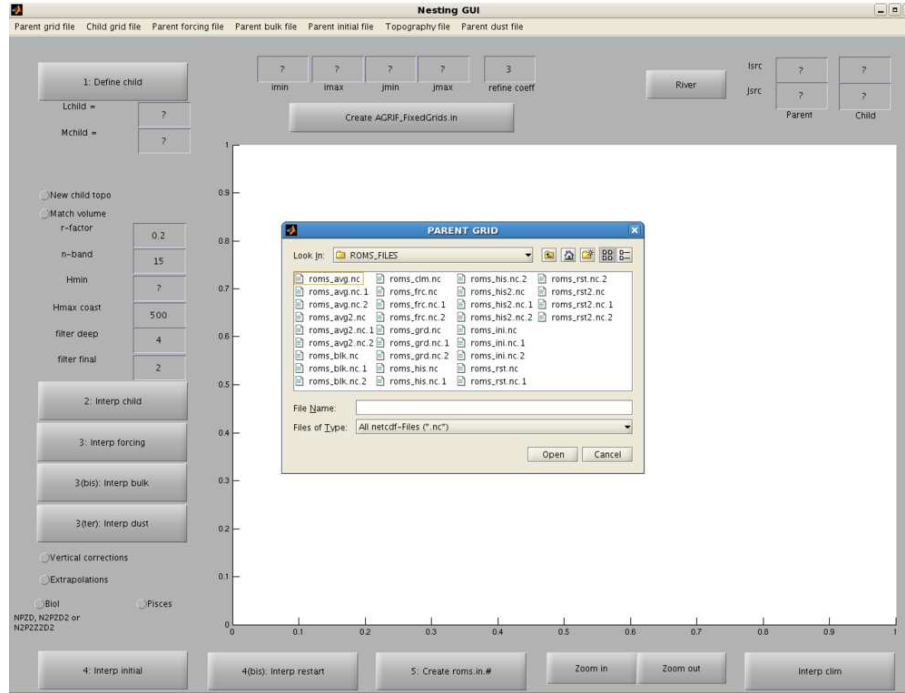 Nesting GUI
Parent grid file Child grid file Parent forcing file Parent bulk file Parent initial file Topography file Parent dust file
1: Define child
Lchild =
?
Mchild =
?
? ? ? ? 3
imin imax jmin jmax refine coeff
Create AGRIF_FixedGrids.in
River
Isrc ? ?
Jsrc ? ?
Parent Child
New child topo
Match volume
r-factor
0.2
n-band
15
Hmin
?
Hmax coast
500
filter deep
4
filter final
2
2: Interp child
3: Interp forcing
3(bis): Interp bulk
3(ter): Interp dust
Vertical corrections
Extrapolations
Biol Pisces
NPZD, N2PZD2 or
N2P2Z2D2
1
0.9
0.8
0.7
0.6
0.5
0.4
0.3
0.2
0.1
0
0 0.1 0.2 0.3 0.4 0.5 0.6 0.7 0.8 0.9 1
PARENT GRID
Look In: ROMS_FILES
roms_avg.nc roms_clm.nc roms_his.nc.2 roms_rst.nc.2
roms_avg.nc.1 roms_frc.nc roms_his2.nc roms_rst2.nc
roms_avg.nc.2 roms_frc.nc.1 roms_his2.nc.1 roms_rst2.nc.1
roms_avg2.nc roms_frc.nc.2 roms_his2.nc.2 roms_rst2.nc.2
roms_avg2.nc.1 roms_grd.nc roms_ini.nc
roms_avg2.nc.2 roms_grd.nc.1 roms_ini.nc.1
roms_blk.nc roms_grd.nc.2 roms_ini.nc.2
roms_blk.nc.1 roms_his.nc roms_rst.nc
roms_blk.nc.2 roms_his.nc.1 roms_rst.nc.1
File Name:
Files of Type: All netcdf-Files (*.nc*)
Open Cancel
4: Interp initial
4(bis): Interp restart
5: Create roms.in.#
Zoom in
Zoom out
Interp clim